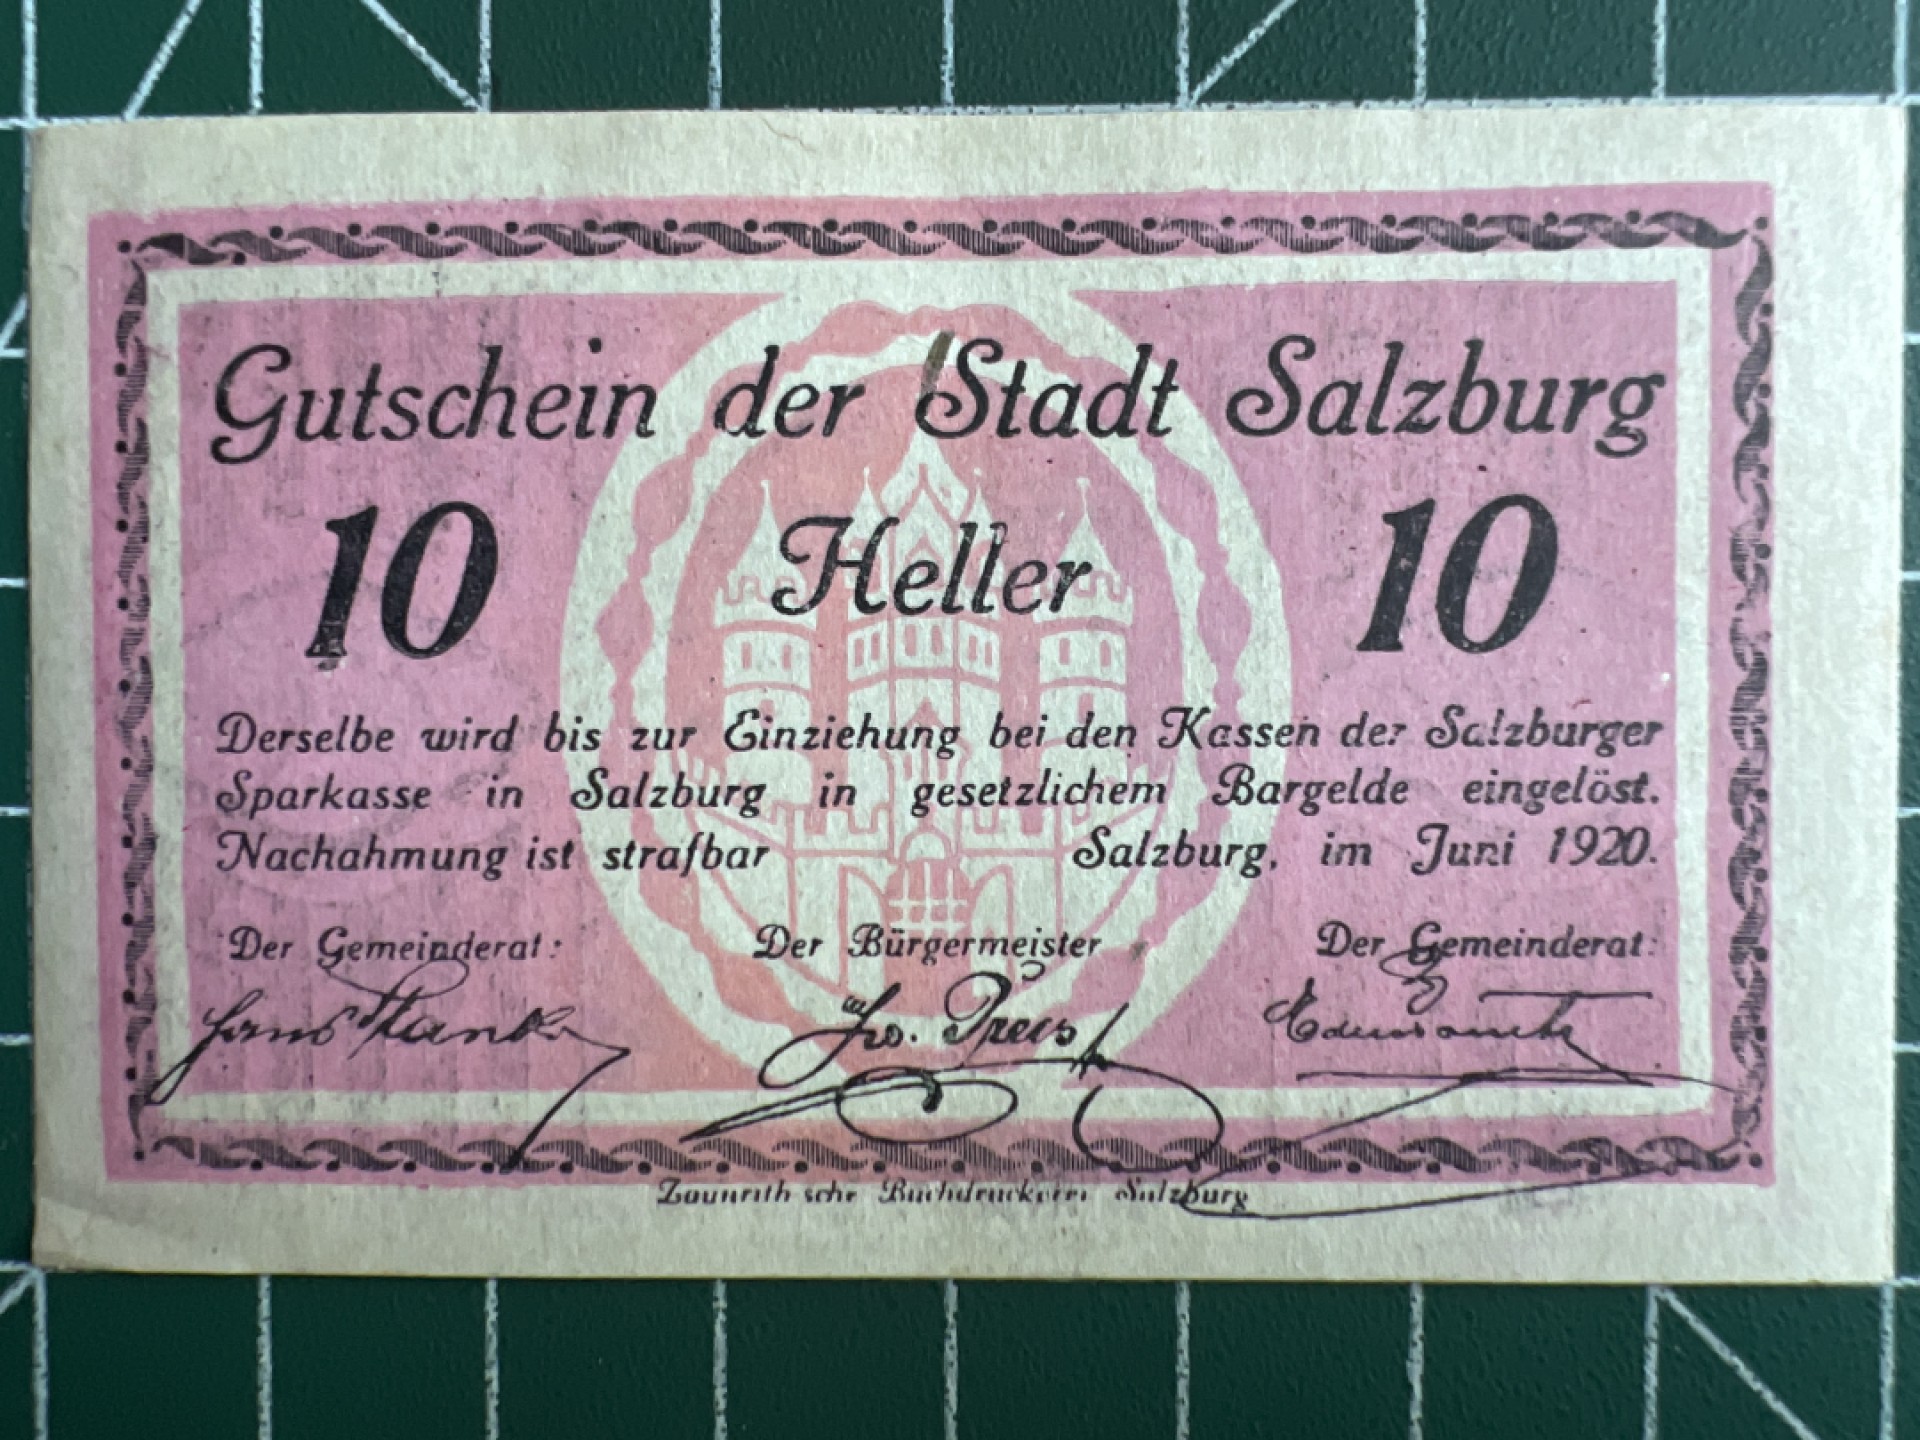 Gutschein der Stadt Salzburg
10 Heller 10
Derselbe wird bis zur Einziehung bei den Kassen der Salzburger
Sparkasse in Salzburg in gesetzlichem Bargelde eingelöst.
Nachahmung ist strafbar Salzburg, im Juni 1920.
Der Gemeinderat: Der Bürgermeister Der Gemeinderat:
Preis
Zaunrith'sche Buchdruckerei Salzburg